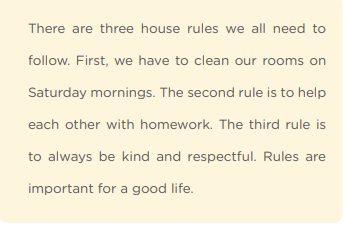 There are three house rules we all need to
follow. First, we have to clean our rooms on
Saturday mornings. The second rule is to help
each other with homework. The third rule is
to always be kind and respectful. Rules are
important for a good life.